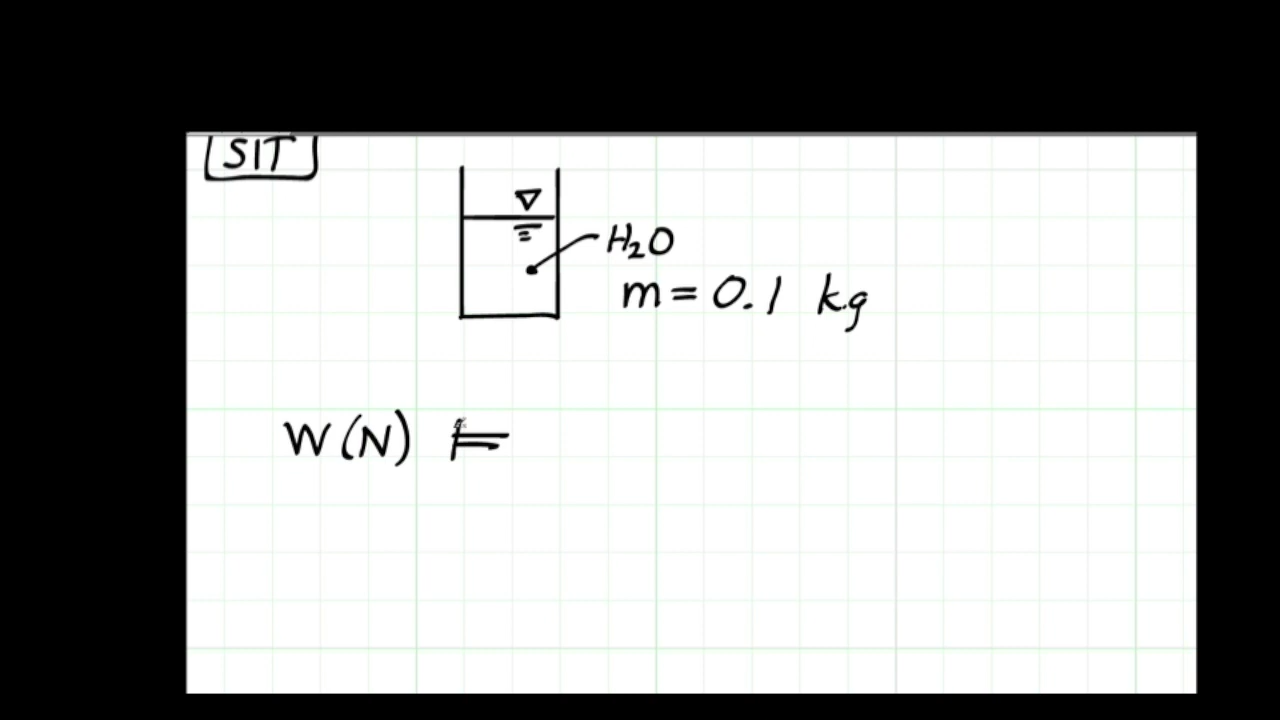 SIT
H₂O
m = 0.1 kg
W(N) =